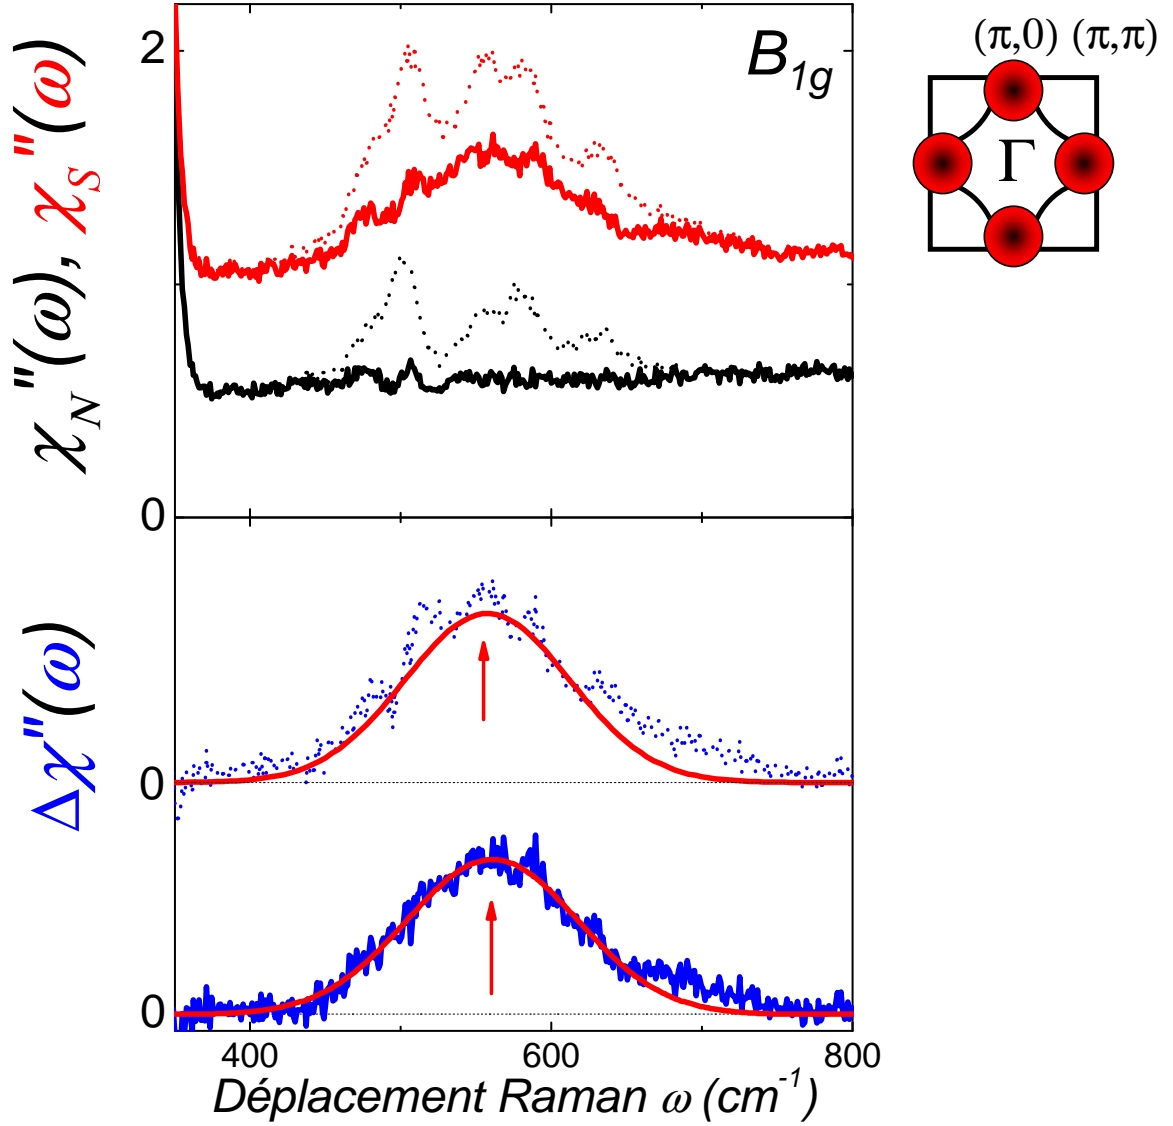 χN"(ω), χS"(ω)
2
0
B1g
(π,0) (π,π)
Γ
Δχ"(ω)
0
0
400 600 800
Déplacement Raman ω (cm-1)